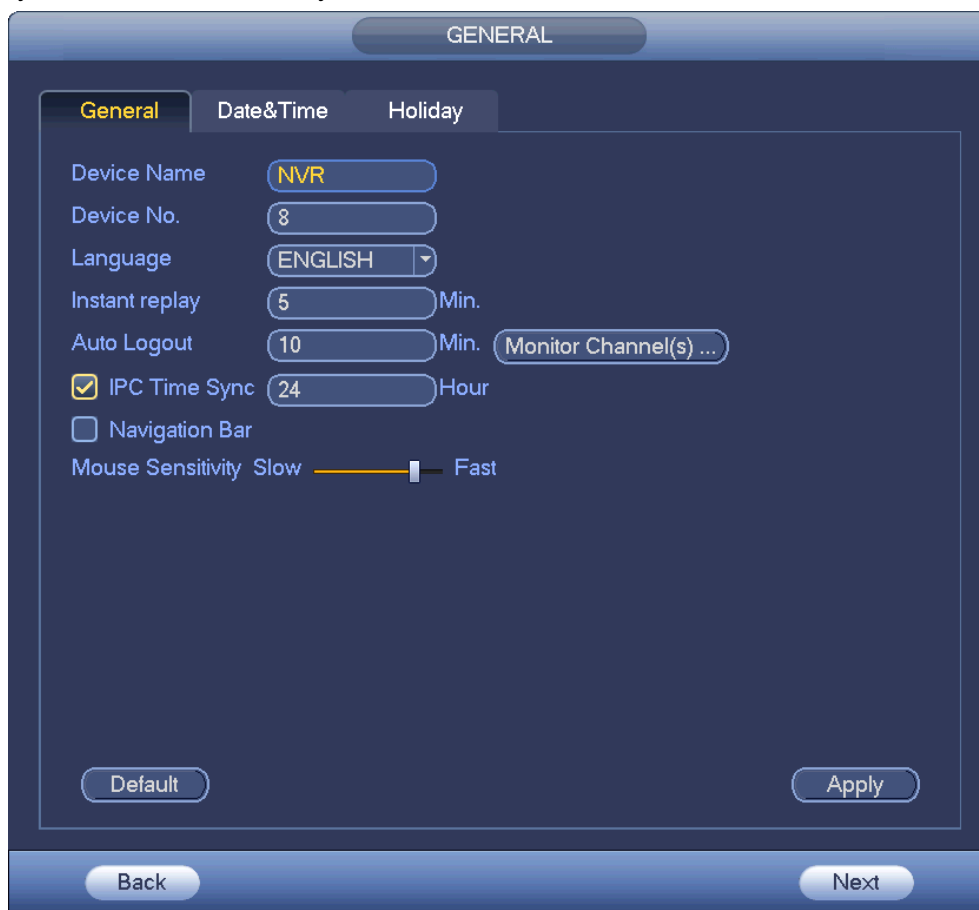 GENERAL
General Date&Time Holiday
Device Name NVR
Device No. 8
Language ENGLISH
Instant replay 5 Min.
Auto Logout 10 Min. Monitor Channel(s) ...
IPC Time Sync 24 Hour
Navigation Bar
Mouse Sensitivity Slow Fast
Default Apply
Back Next